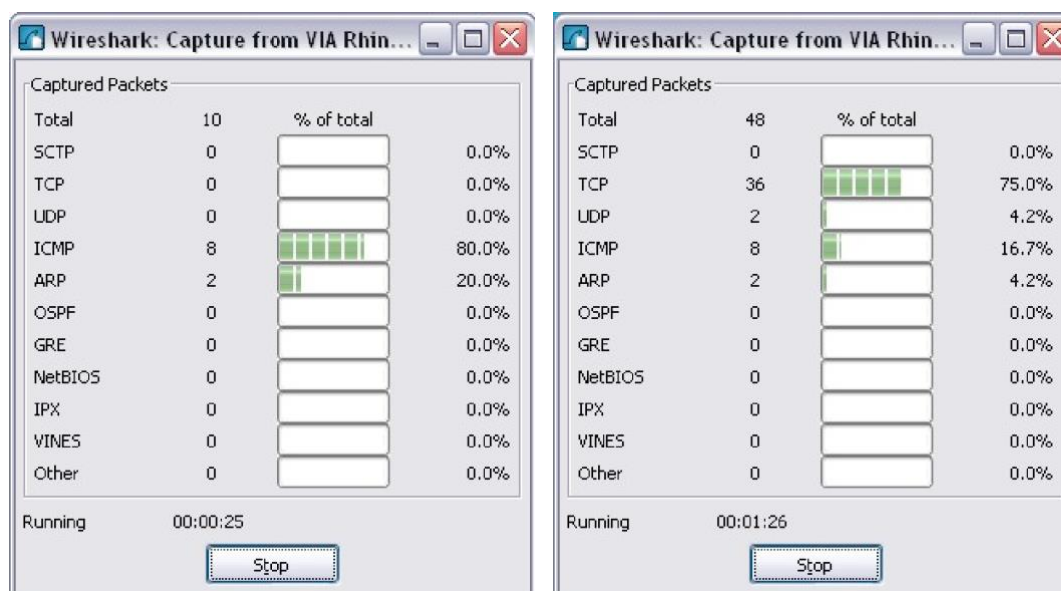 Wireshark: Capture from VIA Rhin...
Captured Packets
Total 10 % of total
SCTP 0 0.0%
TCP 0 0.0%
UDP 0 0.0%
ICMP 8 80.0%
ARP 2 20.0%
OSPF 0 0.0%
GRE 0 0.0%
NetBIOS 0 0.0%
IPX 0 0.0%
VINES 0 0.0%
Other 0 0.0%
Running 00:00:25
Stop
Wireshark: Capture from VIA Rhin...
Captured Packets
Total 48 % of total
SCTP 0 0.0%
TCP 36 75.0%
UDP 2 4.2%
ICMP 8 16.7%
ARP 2 4.2%
OSPF 0 0.0%
GRE 0 0.0%
NetBIOS 0 0.0%
IPX 0 0.0%
VINES 0 0.0%
Other 0 0.0%
Running 00:01:26
Stop